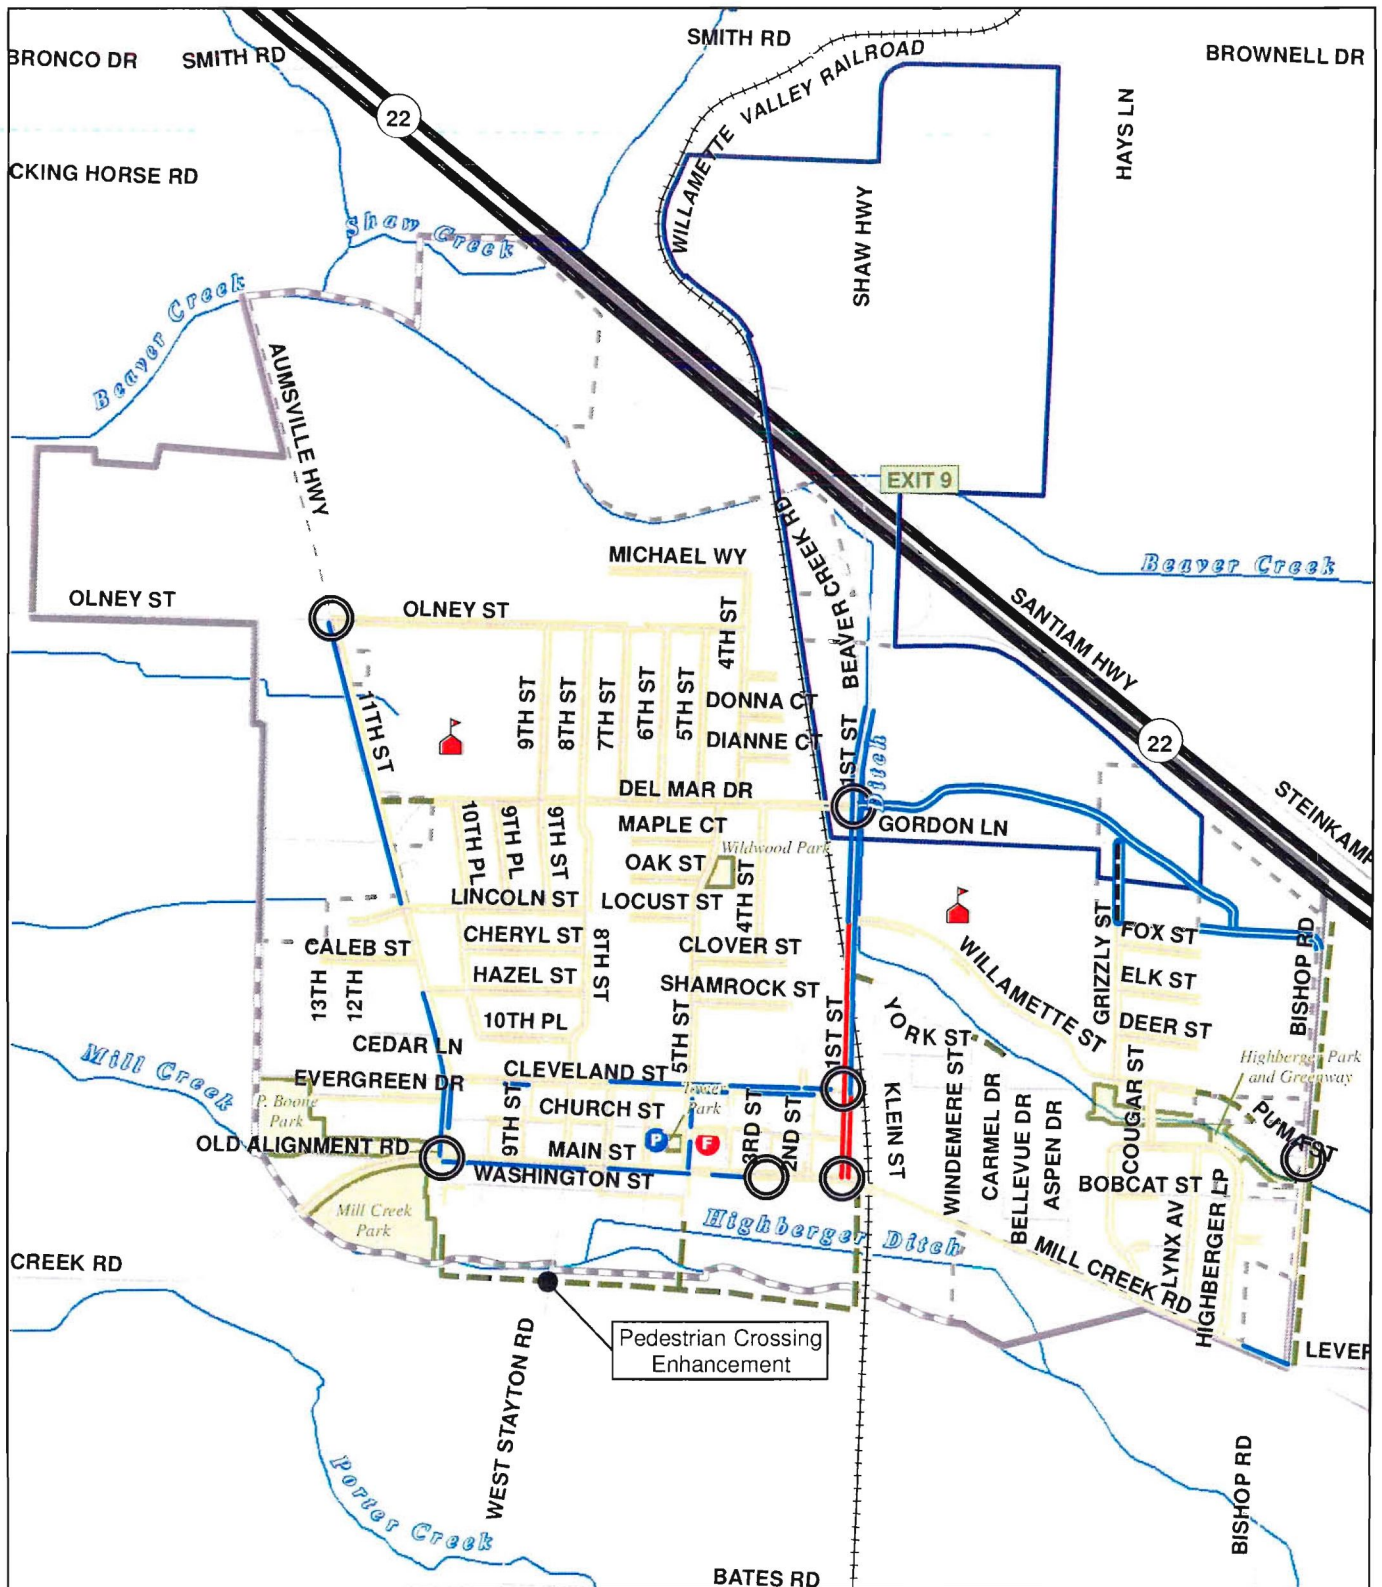 SMITH RD
BRONCO DR
SMITH RD
BROWNELL DR
WILLAMETTE VALLEY RAILROAD
22
HAYS LN
CKING HORSE RD
SHAW HWY
Shaw Creek
Beaver Creek
AUMSVILLE HWY
EXIT 9
BEAVER CREEK RD
MICHAEL WY
Beaver Creek
OLNEY ST
OLNEY ST
4TH ST
SANTIAM HWY
11TH ST
9TH ST
8TH ST
7TH ST
6TH ST
5TH ST
DONNA CT
DIANNE CT
1ST ST
Ditch
22
STEINKAMP
DEL MAR DR
GORDON LN
MAPLE CT
10TH PL
9TH PL
9TH ST
Wildwood Park
OAK ST
4TH ST
LINCOLN ST
LOCUST ST
CALEB ST
CHERYL ST
8TH ST
CLOVER ST
WILLAMETTE ST
GRIZZLY ST
FOX ST
BISHOP RD
13TH
12TH
HAZEL ST
SHAMROCK ST
ELK ST
10TH PL
5TH ST
1ST ST
YORK ST
DEER ST
CEDAR LN
Mill Creek
EVERGREEN DR
CLEVELAND ST
Highberger Park
and Greenway
P. Boone
Park
9TH ST
CHURCH ST
Tower
Park
3RD ST
2ND ST
KLEIN ST
WINDEMERE ST
CARMEL DR
BELLEVUE DR
ASPEN DR
COUGAR ST
PUMA ST
OLD ALIGNMENT RD
MAIN ST
P
F
WASHINGTON ST
BOBCAT ST
Mill Creek
Park
Highberger Ditch
LYNX AV
HIGHBERGER LP
MILL CREEK RD
CREEK RD
Pedestrian Crossing
Enhancement
LEVER
WEST STAYTON RD
Porter Creek
BISHOP RD
BATES RD